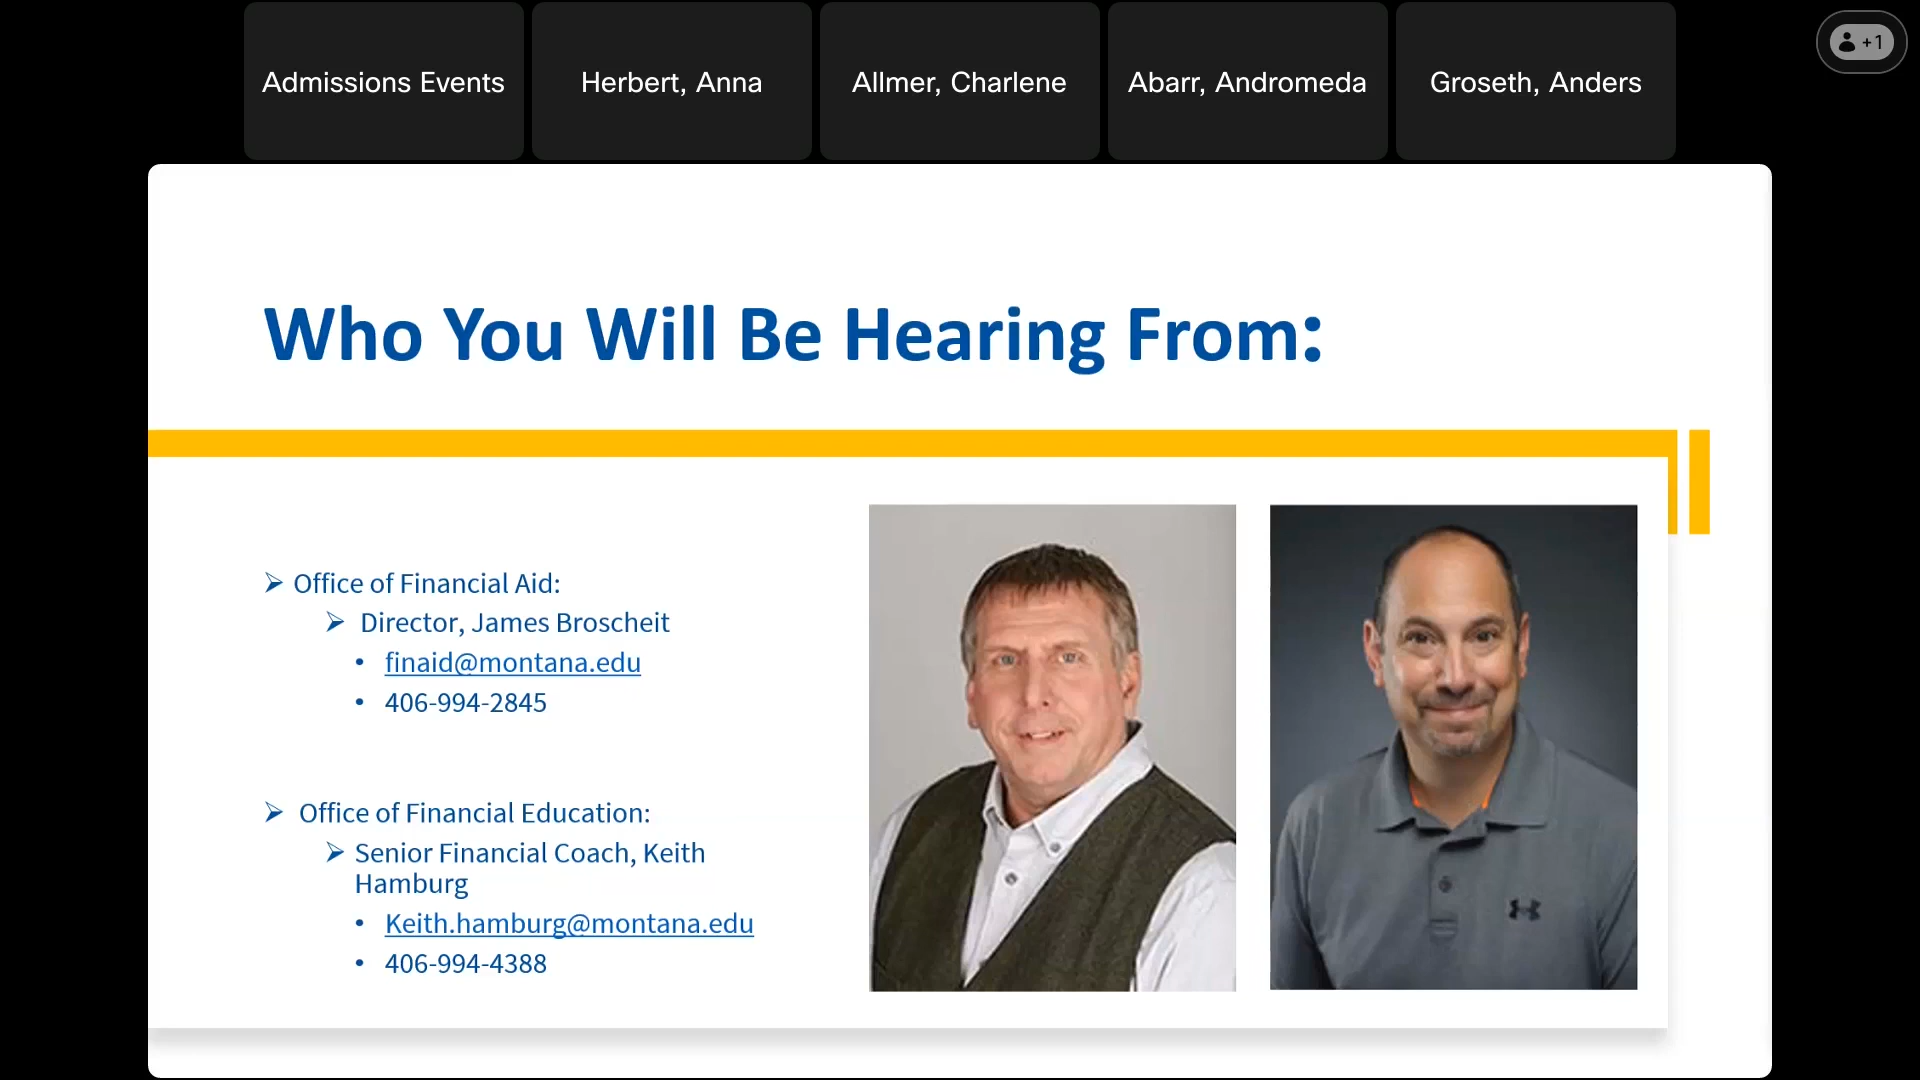 Admissions Events
Herbert, Anna
Allmer, Charlene
Abarr, Andromeda
Groseth, Anders
+1
Who You Will Be Hearing From:
Office of Financial Aid:
Director, James Broscheit
finaid@montana.edu
406-994-2845
Office of Financial Education:
Senior Financial Coach, Keith
Hamburg
Keith.hamburg@montana.edu
406-994-4388